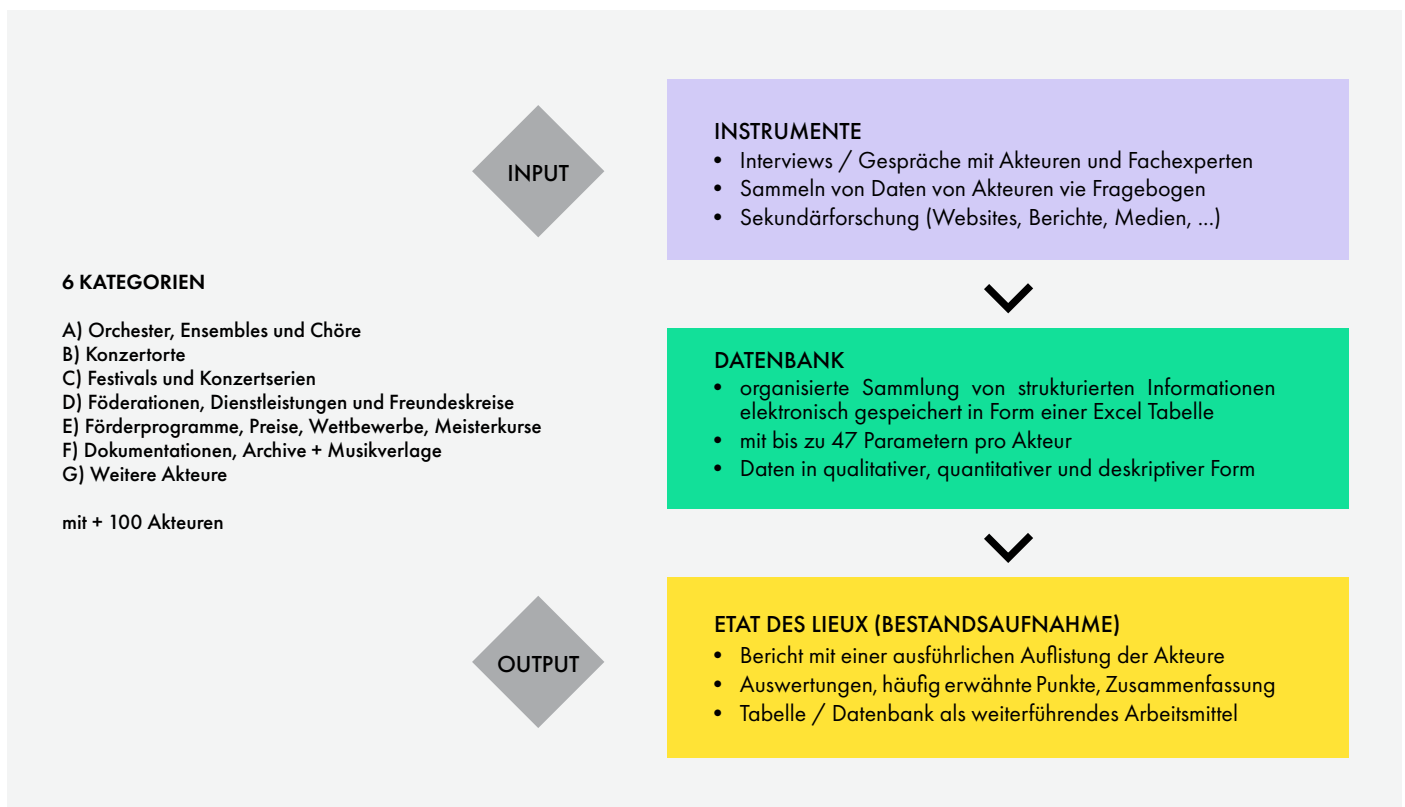 INPUT
INSTRUMENTE
• Interviews / Gespräche mit Akteuren und Fachexperten
• Sammeln von Daten von Akteuren vie Fragebogen
• Sekundärforschung (Websites, Berichte, Medien, ...)
6 KATEGORIEN
A) Orchester, Ensembles und Chöre
B) Konzertorte
C) Festivals und Konzertserien
D) Föderationen, Dienstleistungen und Freundeskreise
E) Förderprogramme, Preise, Wettbewerbe, Meisterkurse
F) Dokumentationen, Archive + Musikverlage
G) Weitere Akteure
mit + 100 Akteuren
DATENBANK
• organisierte Sammlung von strukturierten Informationen
elektronisch gespeichert in Form einer Excel Tabelle
• mit bis zu 47 Parametern pro Akteur
• Daten in qualitativer, quantitativer und deskriptiver Form
OUTPUT
ETAT DES LIEUX (BESTANDSAUFNAHME)
• Bericht mit einer ausführlichen Auflistung der Akteure
• Auswertungen, häufig erwähnte Punkte, Zusammenfassung
• Tabelle / Datenbank als weiterführendes Arbeitsmittel